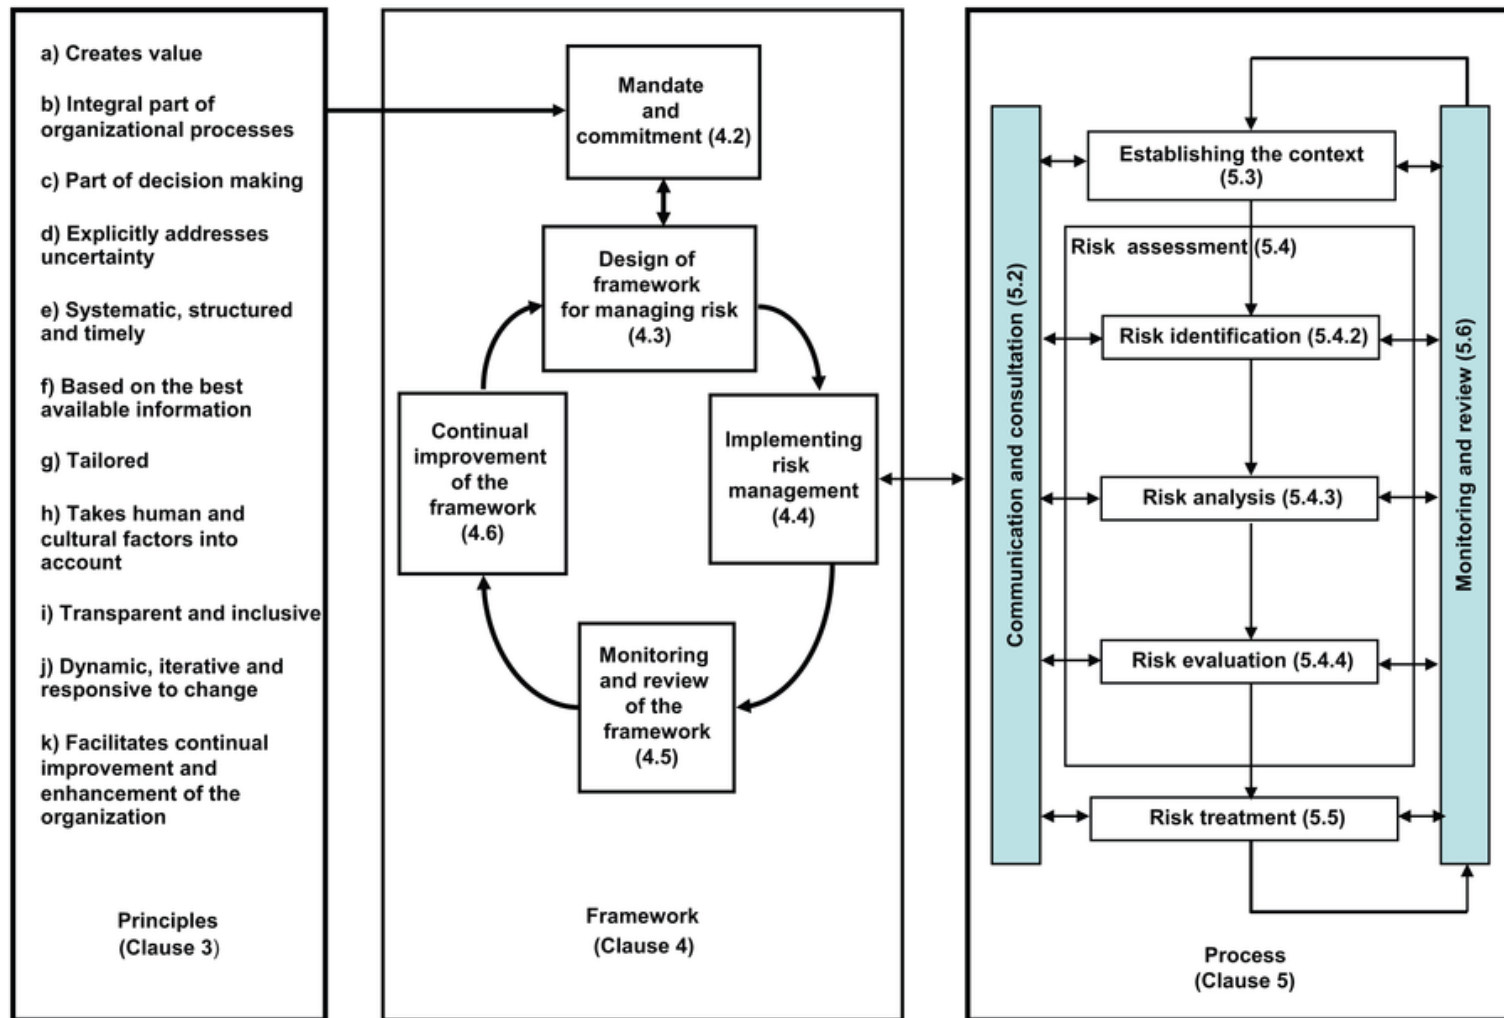 a) Creates value
b) Integral part of
organizational processes
c) Part of decision making
d) Explicitly addresses
uncertainty
e) Systematic, structured
and timely
f) Based on the best
available information
g) Tailored
h) Takes human and
cultural factors into
account
i) Transparent and inclusive
j) Dynamic, iterative and
responsive to change
k) Facilitates continual
improvement and
enhancement of the
organization
Principles
(Clause 3)
Mandate
and
commitment (4.2)
Design of
framework
for managing risk
(4.3)
Implementing
risk
management
(4.4)
Monitoring
and review
of the
framework
(4.5)
Continual
improvement
of the
framework
(4.6)
Framework
(Clause 4)
Communication and consultation (5.2)
Establishing the context
(5.3)
Risk assessment (5.4)
Risk identification (5.4.2)
Risk analysis (5.4.3)
Risk evaluation (5.4.4)
Risk treatment (5.5)
Monitoring and review (5.6)
Process
(Clause 5)